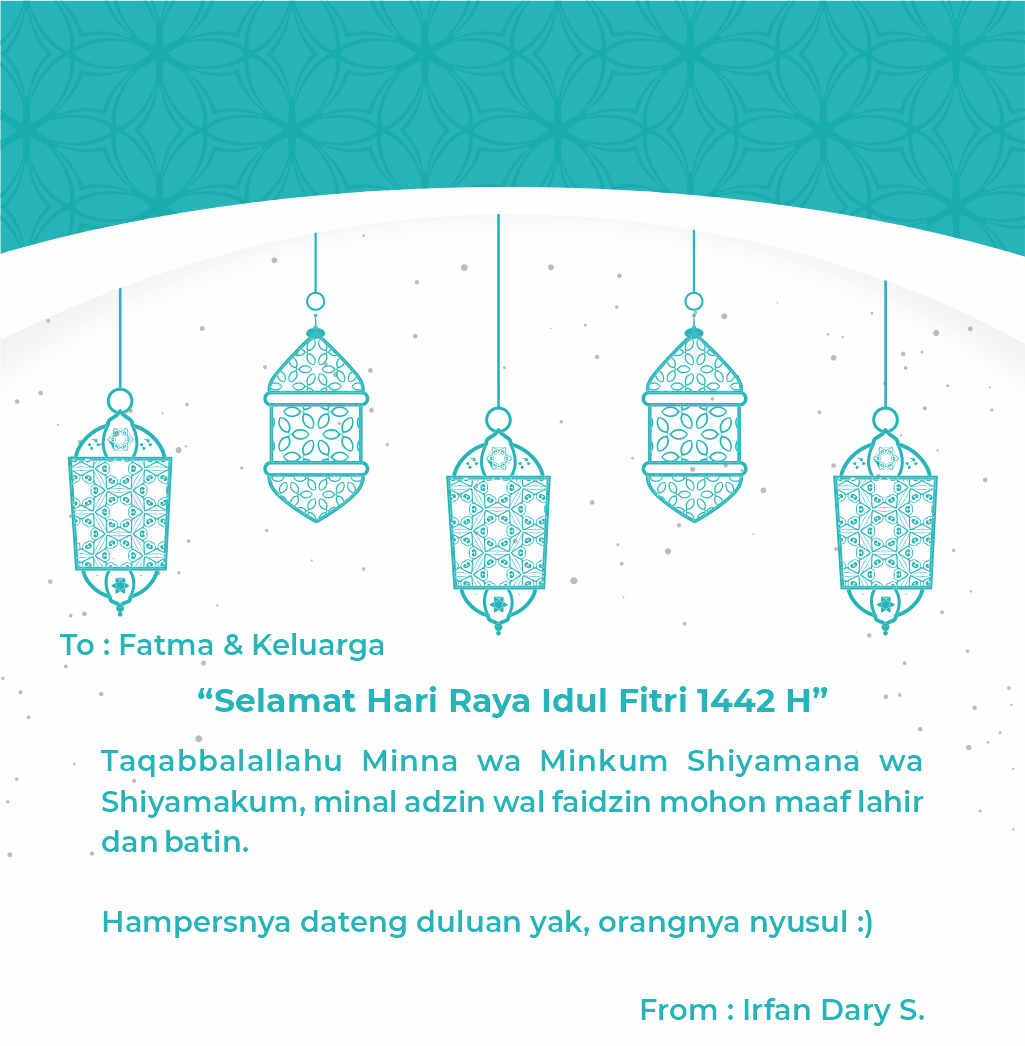 To : Fatma & Keluarga
“Selamat Hari Raya Idul Fitri 1442 H”
Taqabbalallahu Minna wa Minkum Shiyamana wa
Shiyamakum, minal adzin wal faidzin mohon maaf lahir
dan batin.
Hampersnya dateng duluan yak, orangnya nyusul :)
From : Irfan Dary S.